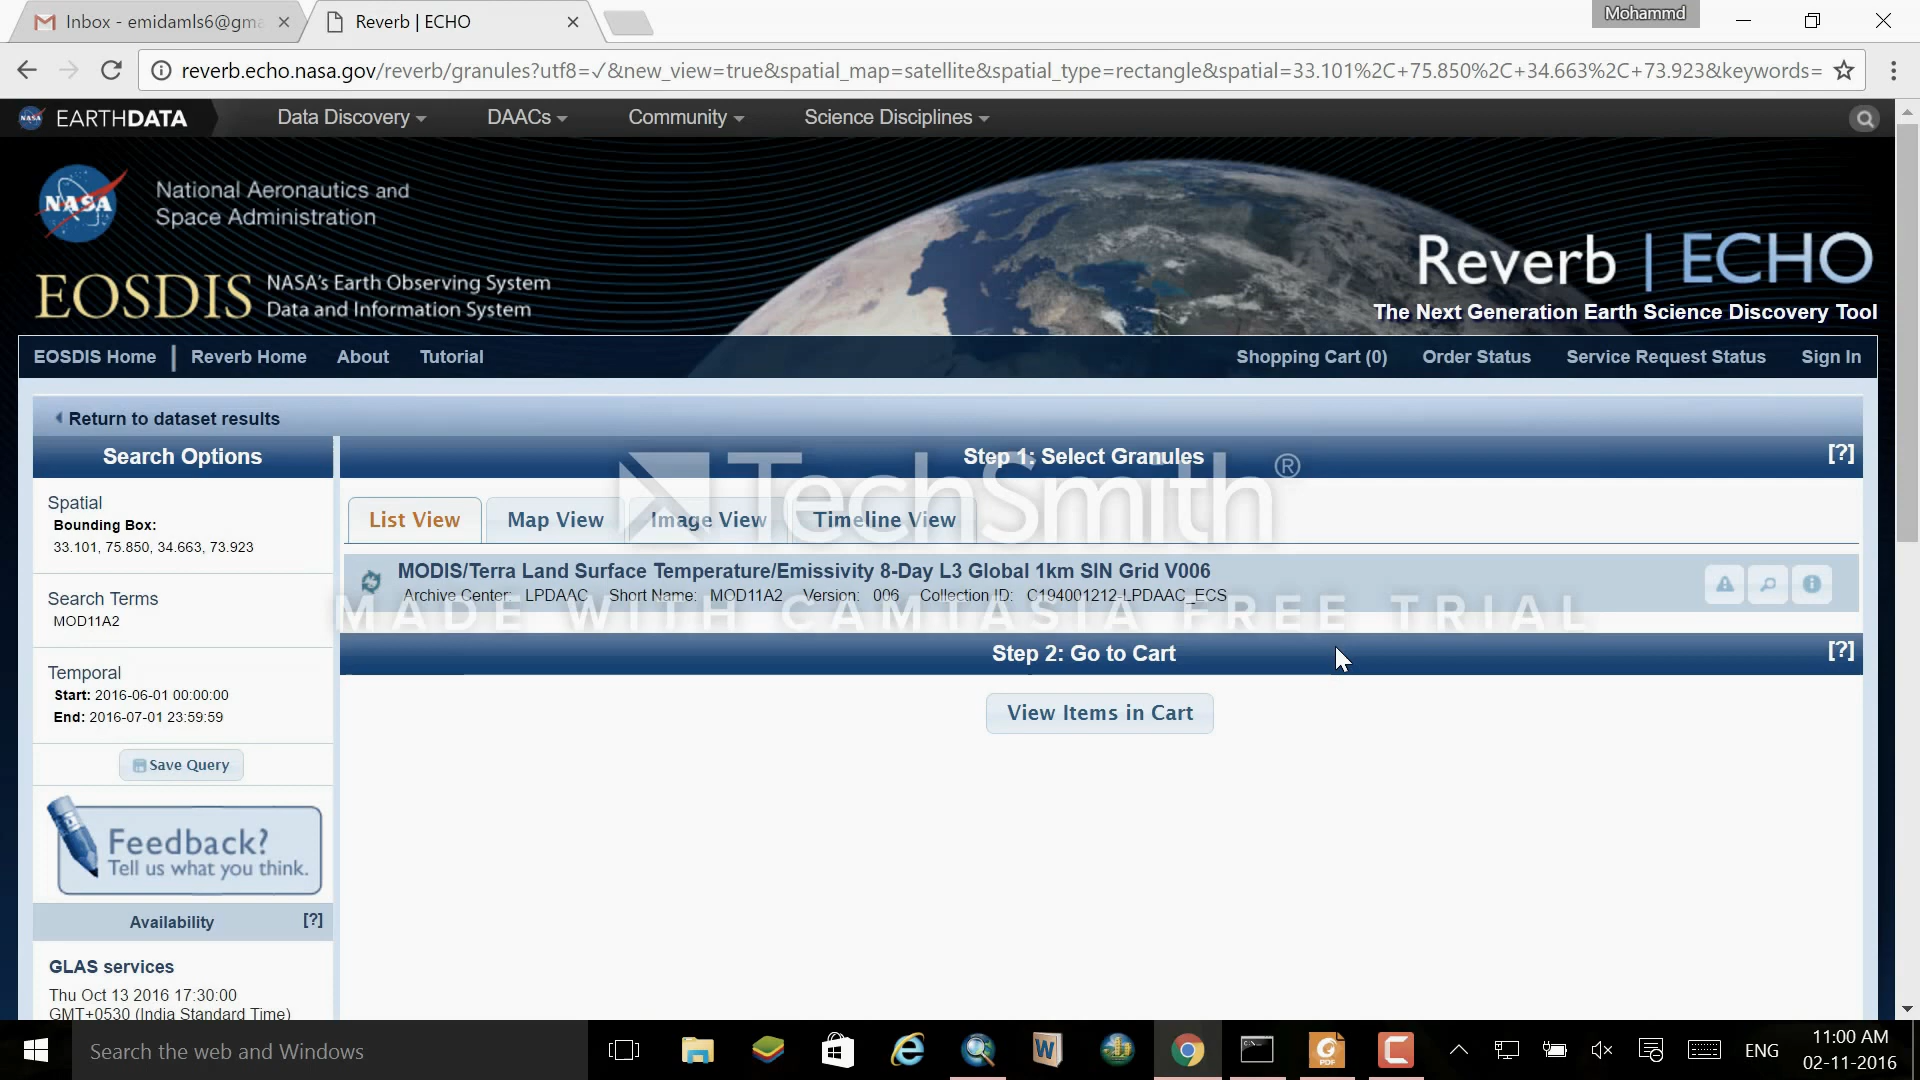 Inbox - emidamls6@gma
Reverb | ECHO
Mohammd
reverb.echo.nasa.gov/reverb/granules?utf8=✓&new_view=true&spatial_map=satellite&spatial_type=rectangle&spatial=33.101%2C+75.850%2C+34.663%2C+73.923&keywords=
NASA EARTHDATA
Data Discovery
DAACs
Community
Science Disciplines
NASA
National Aeronautics and
Space Administration
EOSDIS
NASA's Earth Observing System
Data and Information System
Reverb | ECHO
The Next Generation Earth Science Discovery Tool
EOSDIS Home | Reverb Home About Tutorial
Shopping Cart (0) Order Status Service Request Status Sign In
Return to dataset results
Search Options
Step 1: Select Granules
[?]
TechSmith®
MADE WITH CAMTASIA FREE TRIAL
Spatial
Bounding Box:
33.101, 75.850, 34.663, 73.923
Search Terms
MOD11A2
Temporal
Start: 2016-06-01 00:00:00
End: 2016-07-01 23:59:59
Save Query
Feedback?
Tell us what you think.
Availability
[?]
GLAS services
Thu Oct 13 2016 17:30:00
GMT+0530 (India Standard Time)
List View
Map View
Image View
Timeline View
MODIS/Terra Land Surface Temperature/Emissivity 8-Day L3 Global 1km SIN Grid V006
Archive Center: LPDAAC Short Name: MOD11A2 Version: 006 Collection ID: C194001212-LPDAAC_ECS
Step 2: Go to Cart
[?]
View Items in Cart
Search the web and Windows
W
PDF
C
ENG
11:00 AM
02-11-2016